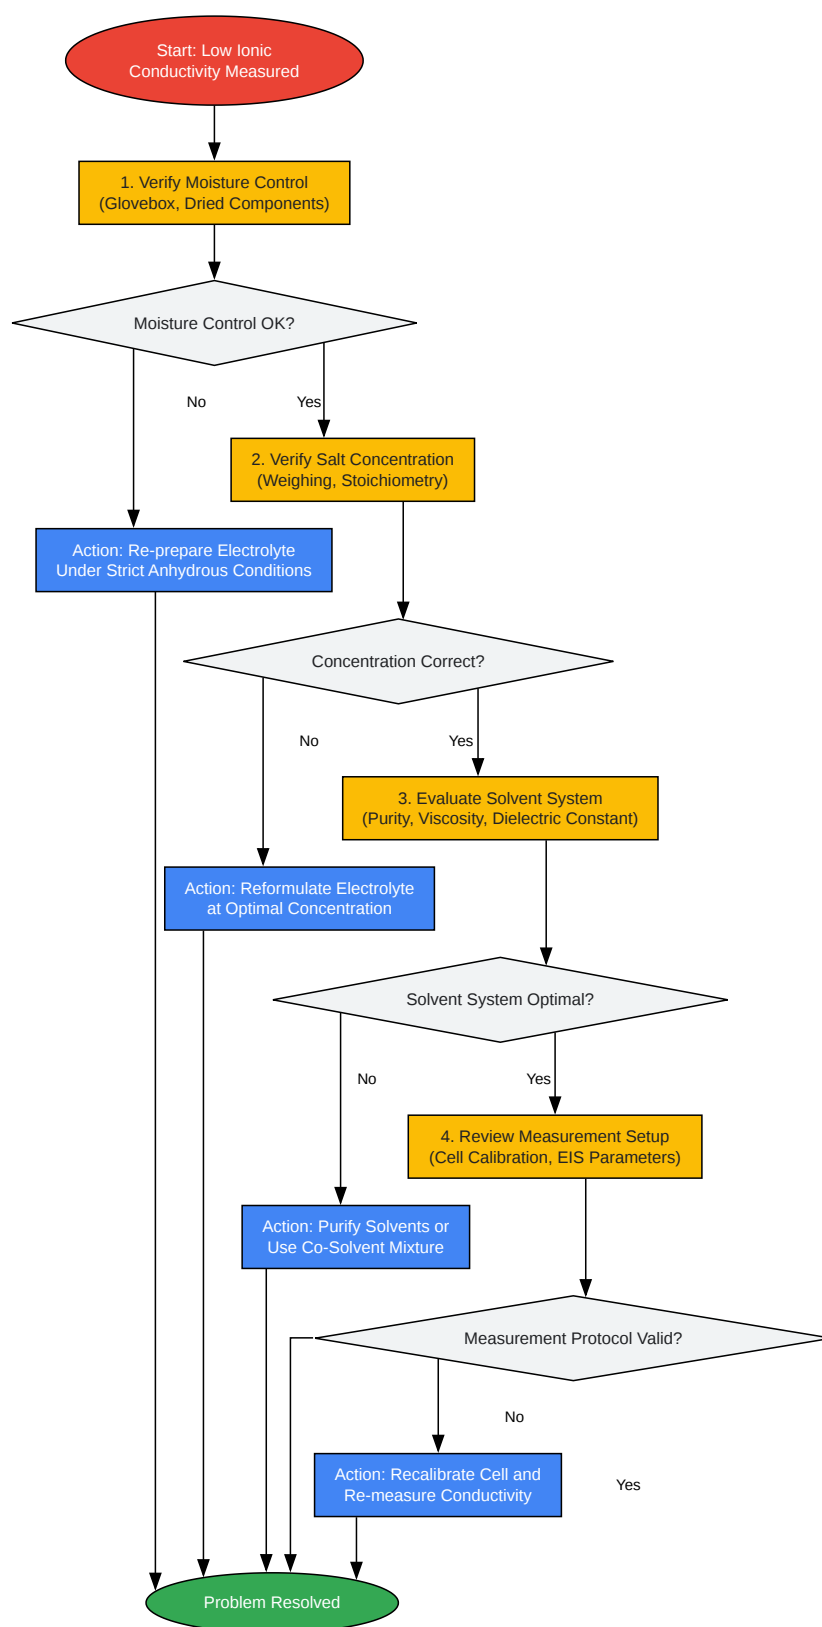 Start: Low Ionic
Conductivity Measured
1. Verify Moisture Control
(Glovebox, Dried Components)
Moisture Control OK?
No
Yes
2. Verify Salt Concentration
(Weighing, Stoichiometry)
Action: Re-prepare Electrolyte
Under Strict Anhydrous Conditions
Concentration Correct?
No
Yes
3. Evaluate Solvent System
(Purity, Viscosity, Dielectric Constant)
Action: Reformulate Electrolyte
at Optimal Concentration
Solvent System Optimal?
No
Yes
4. Review Measurement Setup
(Cell Calibration, EIS Parameters)
Action: Purify Solvents or
Use Co-Solvent Mixture
Measurement Protocol Valid?
No
Action: Recalibrate Cell and
Re-measure Conductivity
Yes
Problem Resolved